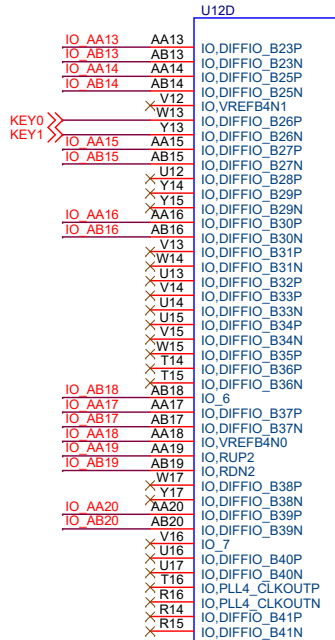 U12D
IO_AA13 AA13 IO,DIFFIO_B23P
IO_AB13 AB13 IO,DIFFIO_B23N
IO_AA14 AA14 IO,DIFFIO_B25P
IO_AB14 AB14 IO,DIFFIO_B25N
V12 IO,VREFB4N1
KEY0 W13 IO,DIFFIO_B26P
KEY1 Y13 IO,DIFFIO_B26N
IO_AA15 AA15 IO,DIFFIO_B27P
IO_AB15 AB15 IO,DIFFIO_B27N
U12 IO,DIFFIO_B28P
Y14 IO,DIFFIO_B29P
Y15 IO,DIFFIO_B29N
IO_AA16 AA16 IO,DIFFIO_B30P
IO_AB16 AB16 IO,DIFFIO_B30N
V13 IO,DIFFIO_B31P
W14 IO,DIFFIO_B31N
U13 IO,DIFFIO_B32P
V14 IO,DIFFIO_B33P
U14 IO,DIFFIO_B33N
U15 IO,DIFFIO_B34P
V15 IO,DIFFIO_B34N
W15 IO,DIFFIO_B35P
T14 IO,DIFFIO_B36P
T15 IO,DIFFIO_B36N
IO_AB18 AB18 IO_6
IO_AA17 AA17 IO,DIFFIO_B37P
IO_AB17 AB17 IO,DIFFIO_B37N
IO_AA18 AA18 IO,VREFB4N0
IO_AA19 AA19 IO,RUP2
IO_AB19 AB19 IO,RDN2
W17 IO,DIFFIO_B38P
Y17 IO,DIFFIO_B38N
IO_AA20 AA20 IO,DIFFIO_B39P
IO_AB20 AB20 IO,DIFFIO_B39N
V16 IO_7
U16 IO,DIFFIO_B40P
U17 IO,DIFFIO_B40N
T16 IO,PLL4_CLKOUTP
R16 IO,PLL4_CLKOUTN
R14 IO,DIFFIO_B41P
R15 IO,DIFFIO_B41N